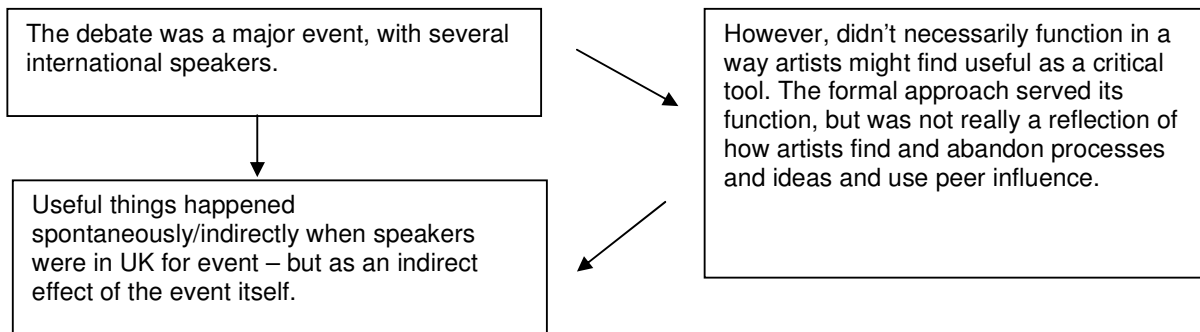 The debate was a major event, with several
international speakers.
However, didn’t necessarily function in a
way artists might find useful as a critical
tool. The formal approach served its
function, but was not really a reflection of
how artists find and abandon processes
and ideas and use peer influence.
Useful things happened
spontaneously/indirectly when speakers
were in UK for event – but as an indirect
effect of the event itself.